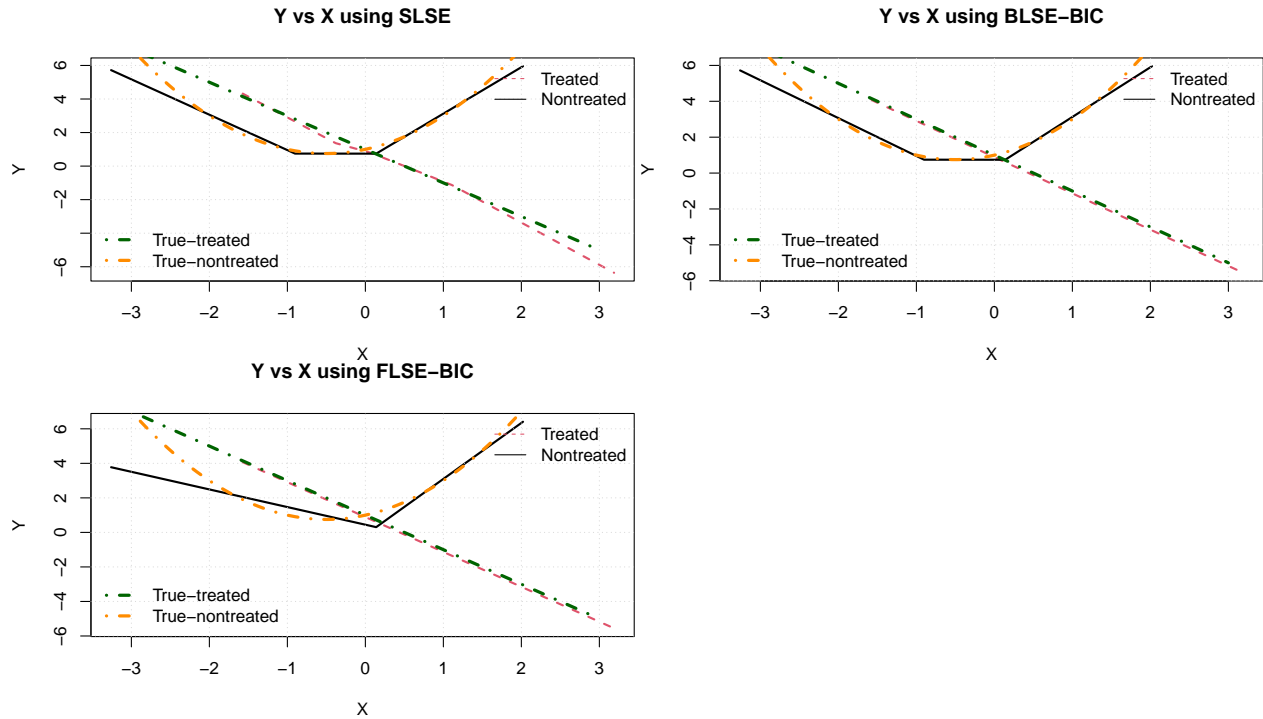 Y vs X using SLSE
6
4
2
0
−2
−6
Y
−3
−2
−1
0
1
2
3
X
Treated
Nontreated
True−treated
True−nontreated
Y vs X using BLSE−BIC
6
4
2
0
−2
−4
−6
Y
−3
−2
−1
0
1
2
3
X
Treated
Nontreated
True−treated
True−nontreated
Y vs X using FLSE−BIC
6
4
2
0
−2
−4
−6
Y
−3
−2
−1
0
1
2
3
X
Treated
Nontreated
True−treated
True−nontreated